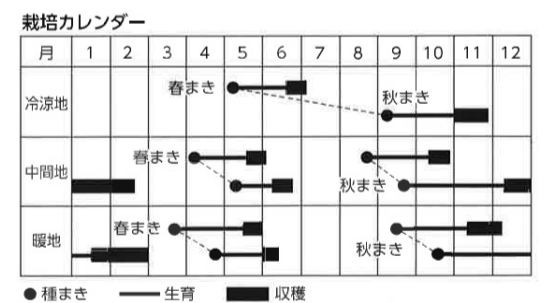 栽培カレンダー
月 1 2 3 4 5 6 7 8 9 10 11 12
冷涼地 春まき 秋まき
中間地 春まき 秋まき
暖地 春まき 秋まき
種まき 生育 収穫